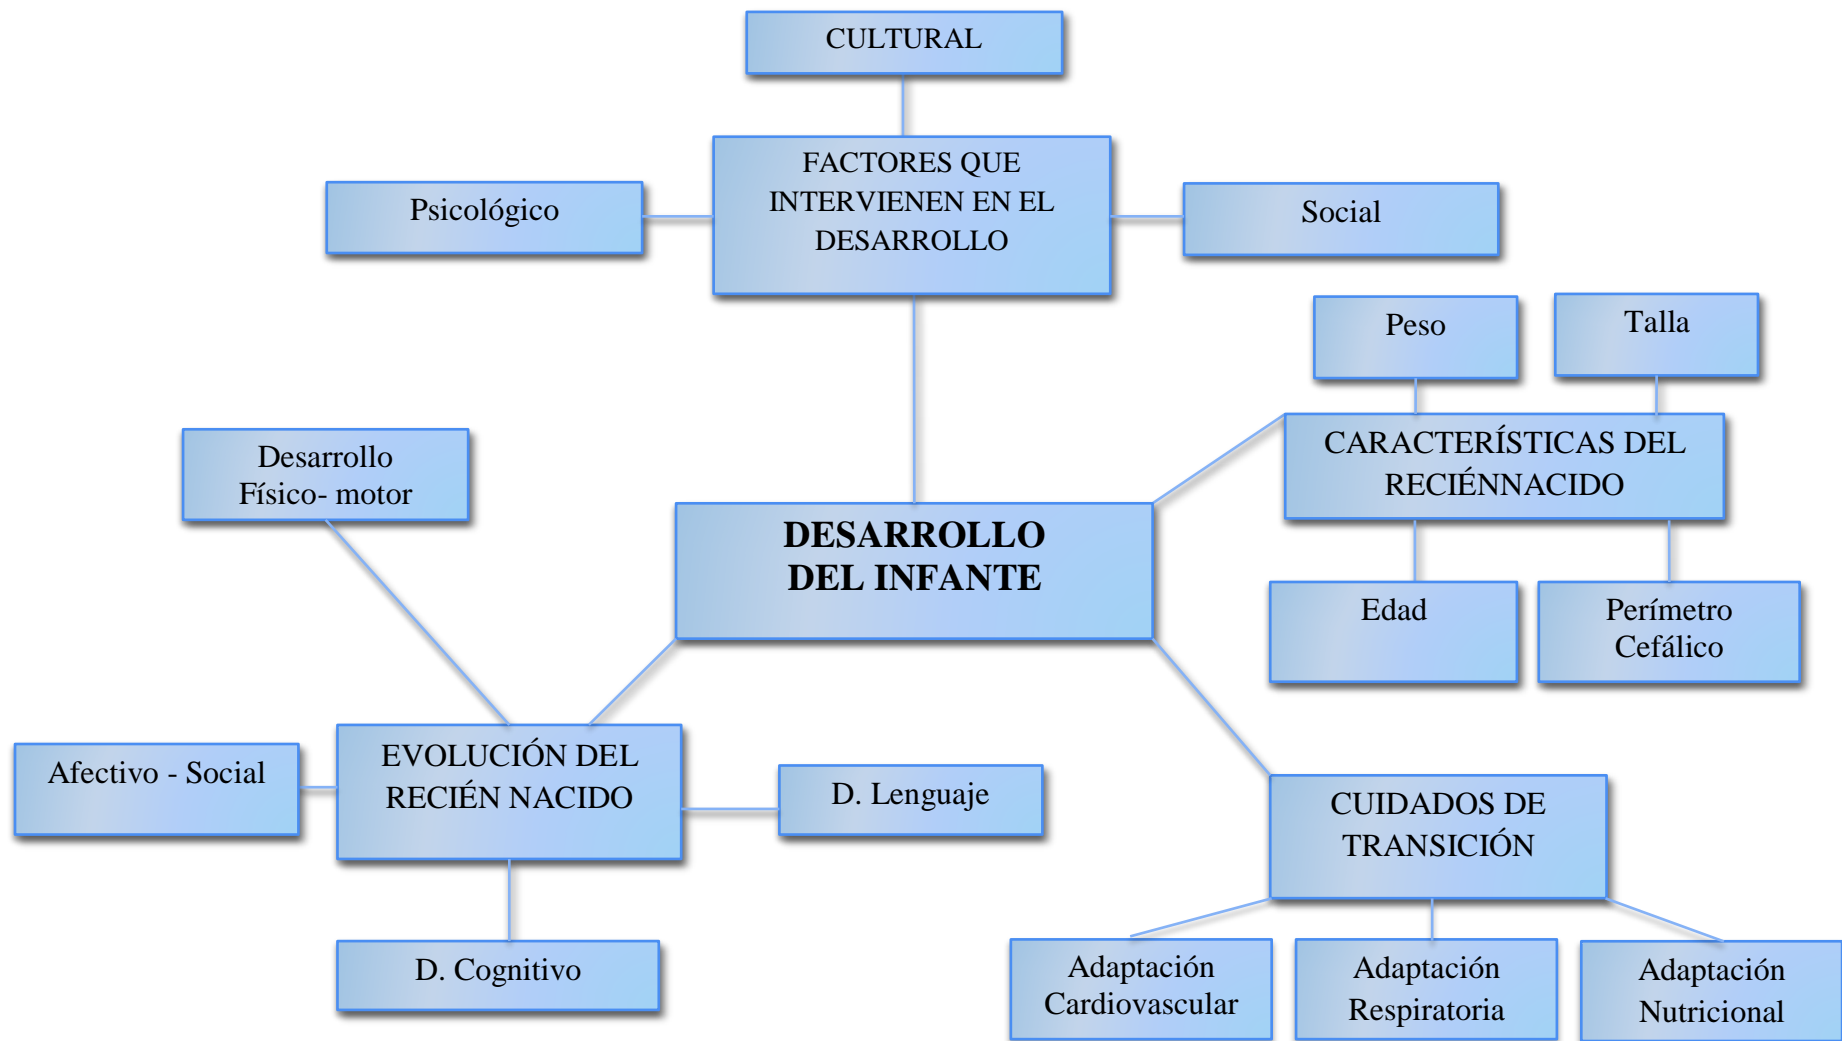 CULTURAL
FACTORES QUE
INTERVIENEN EN EL
DESARROLLO
Psicológico
Social
Peso
Talla
CARACTERÍSTICAS DEL
RECIÉNNACIDO
Edad
Perímetro
Cefálico
Desarrollo
Físico- motor
DESARROLLO
DEL INFANTE
EVOLUCIÓN DEL
RECIÉN NACIDO
Afectivo - Social
D. Lenguaje
D. Cognitivo
CUIDADOS DE
TRANSICIÓN
Adaptación
Cardiovascular
Adaptación
Respiratoria
Adaptación
Nutricional